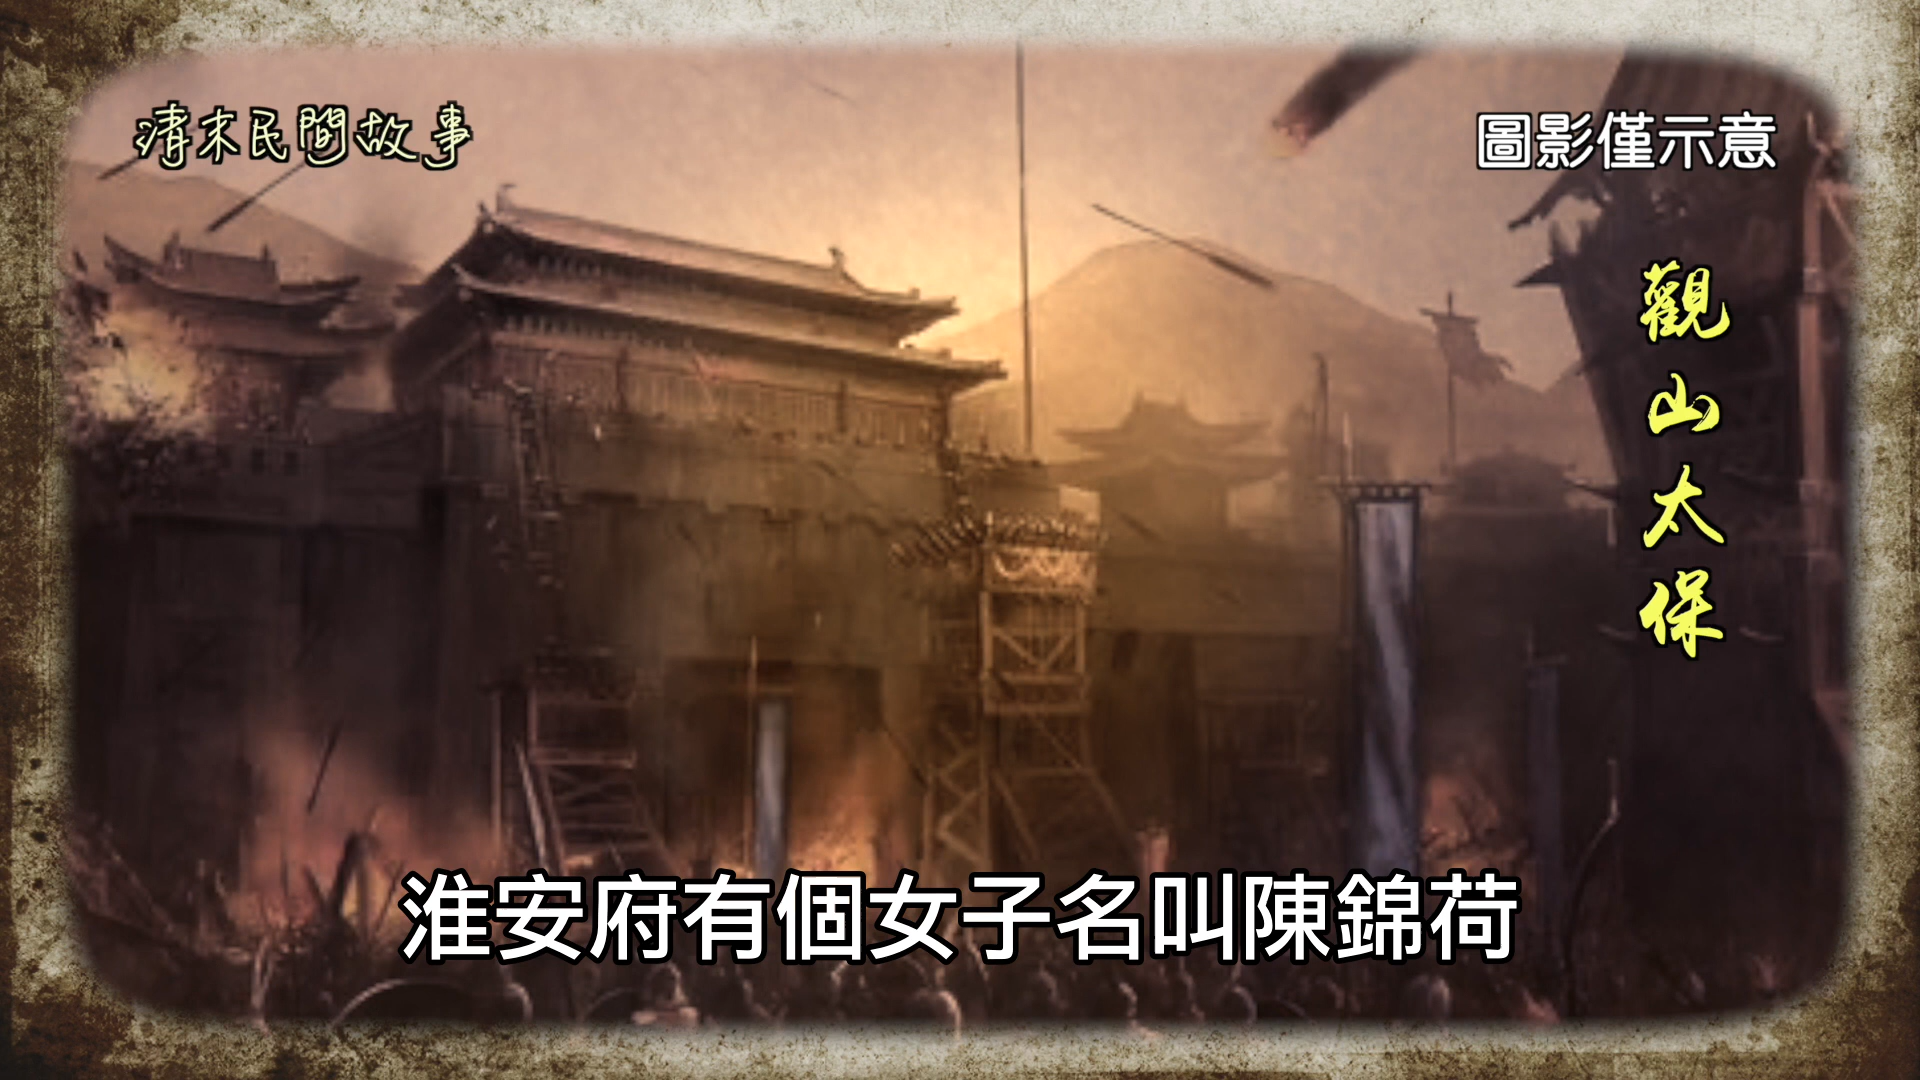 清末民間故事
圖影僅示意
觀山太保
淮安府有個女子名叫陳錦荷